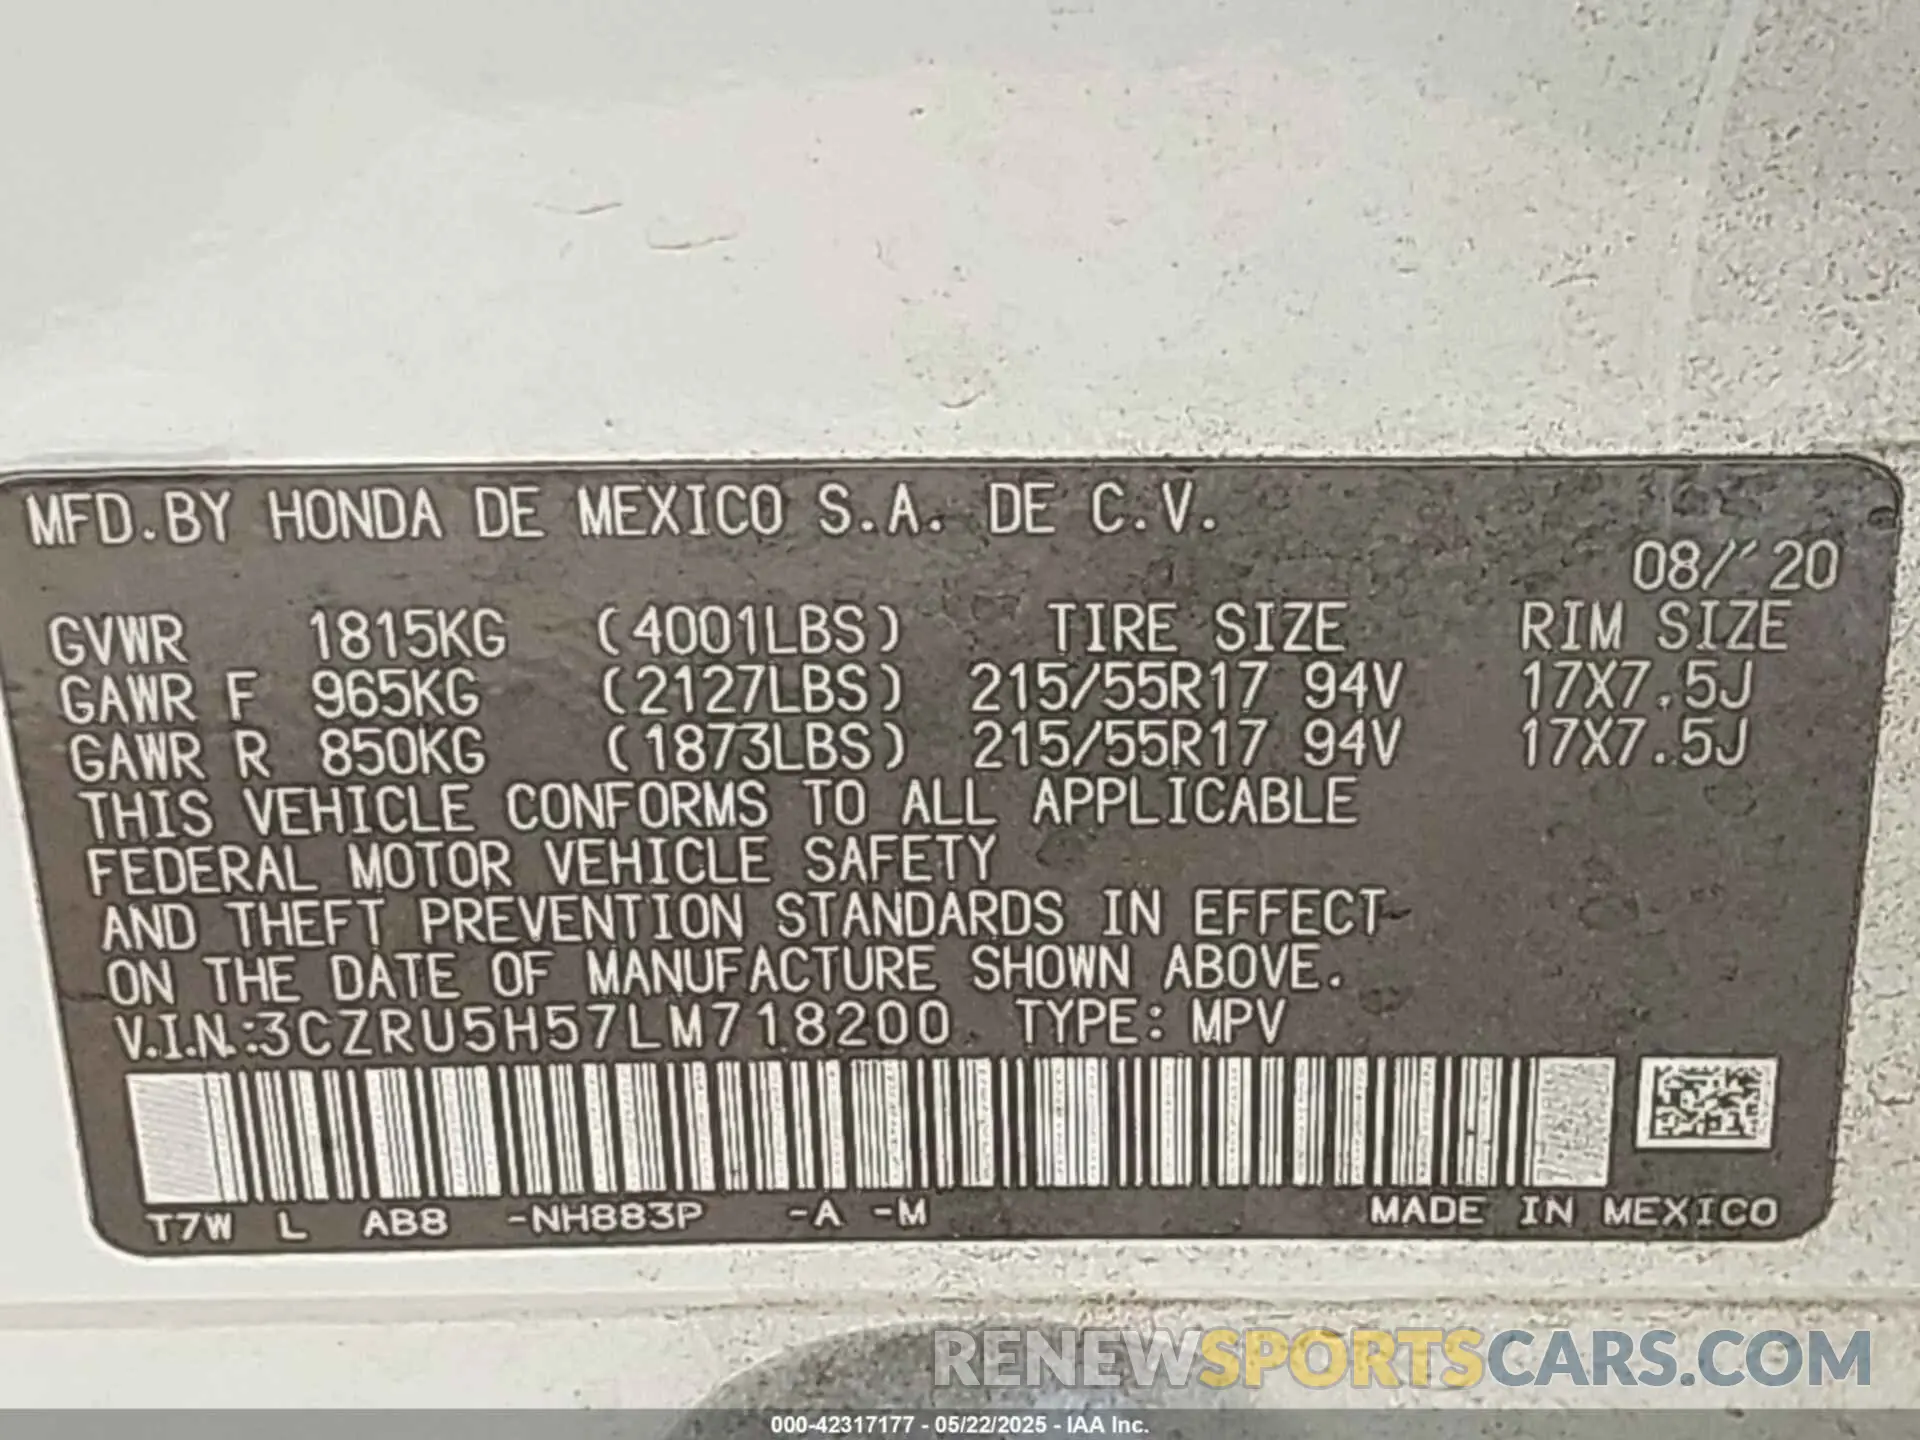 MFD.BY HONDA DE MEXICO S.A. DE C.V.
08/'20
GVWR 1815KG (4001LBS) TIRE SIZE RIM SIZE
GAWR F 965KG (2127LBS) 215/55R17 94V 17X7.5J
GAWR R 850KG (1873LBS) 215/55R17 94V 17X7.5J
THIS VEHICLE CONFORMS TO ALL APPLICABLE
FEDERAL MOTOR VEHICLE SAFETY
AND THEFT PREVENTION STANDARDS IN EFFECT
ON THE DATE OF MANUFACTURE SHOWN ABOVE.
V.I.N.:3CZRU5H57LM718200 TYPE: MPV
T7W L AB8 -NH883P -A -M MADE IN MEXICO
RENEWSPORTSCARS.COM
000-42317177 - 05/22/2025 - IAA Inc.